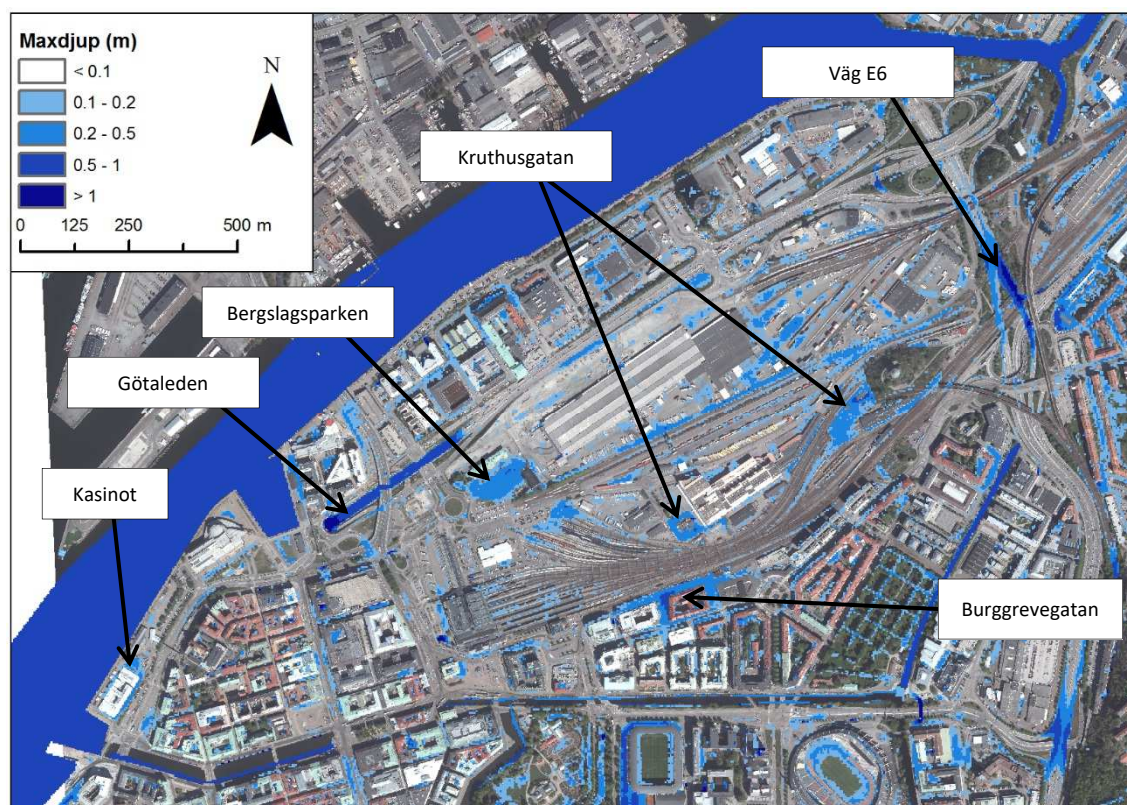 Maxdjup (m)
< 0.1
0.1 - 0.2
0.2 - 0.5
0.5 - 1
> 1
0 125 250 500 m
N
Väg E6
Kruthusgatan
Bergslagsparken
Götaleden
Kasinot
Burggrevegatan